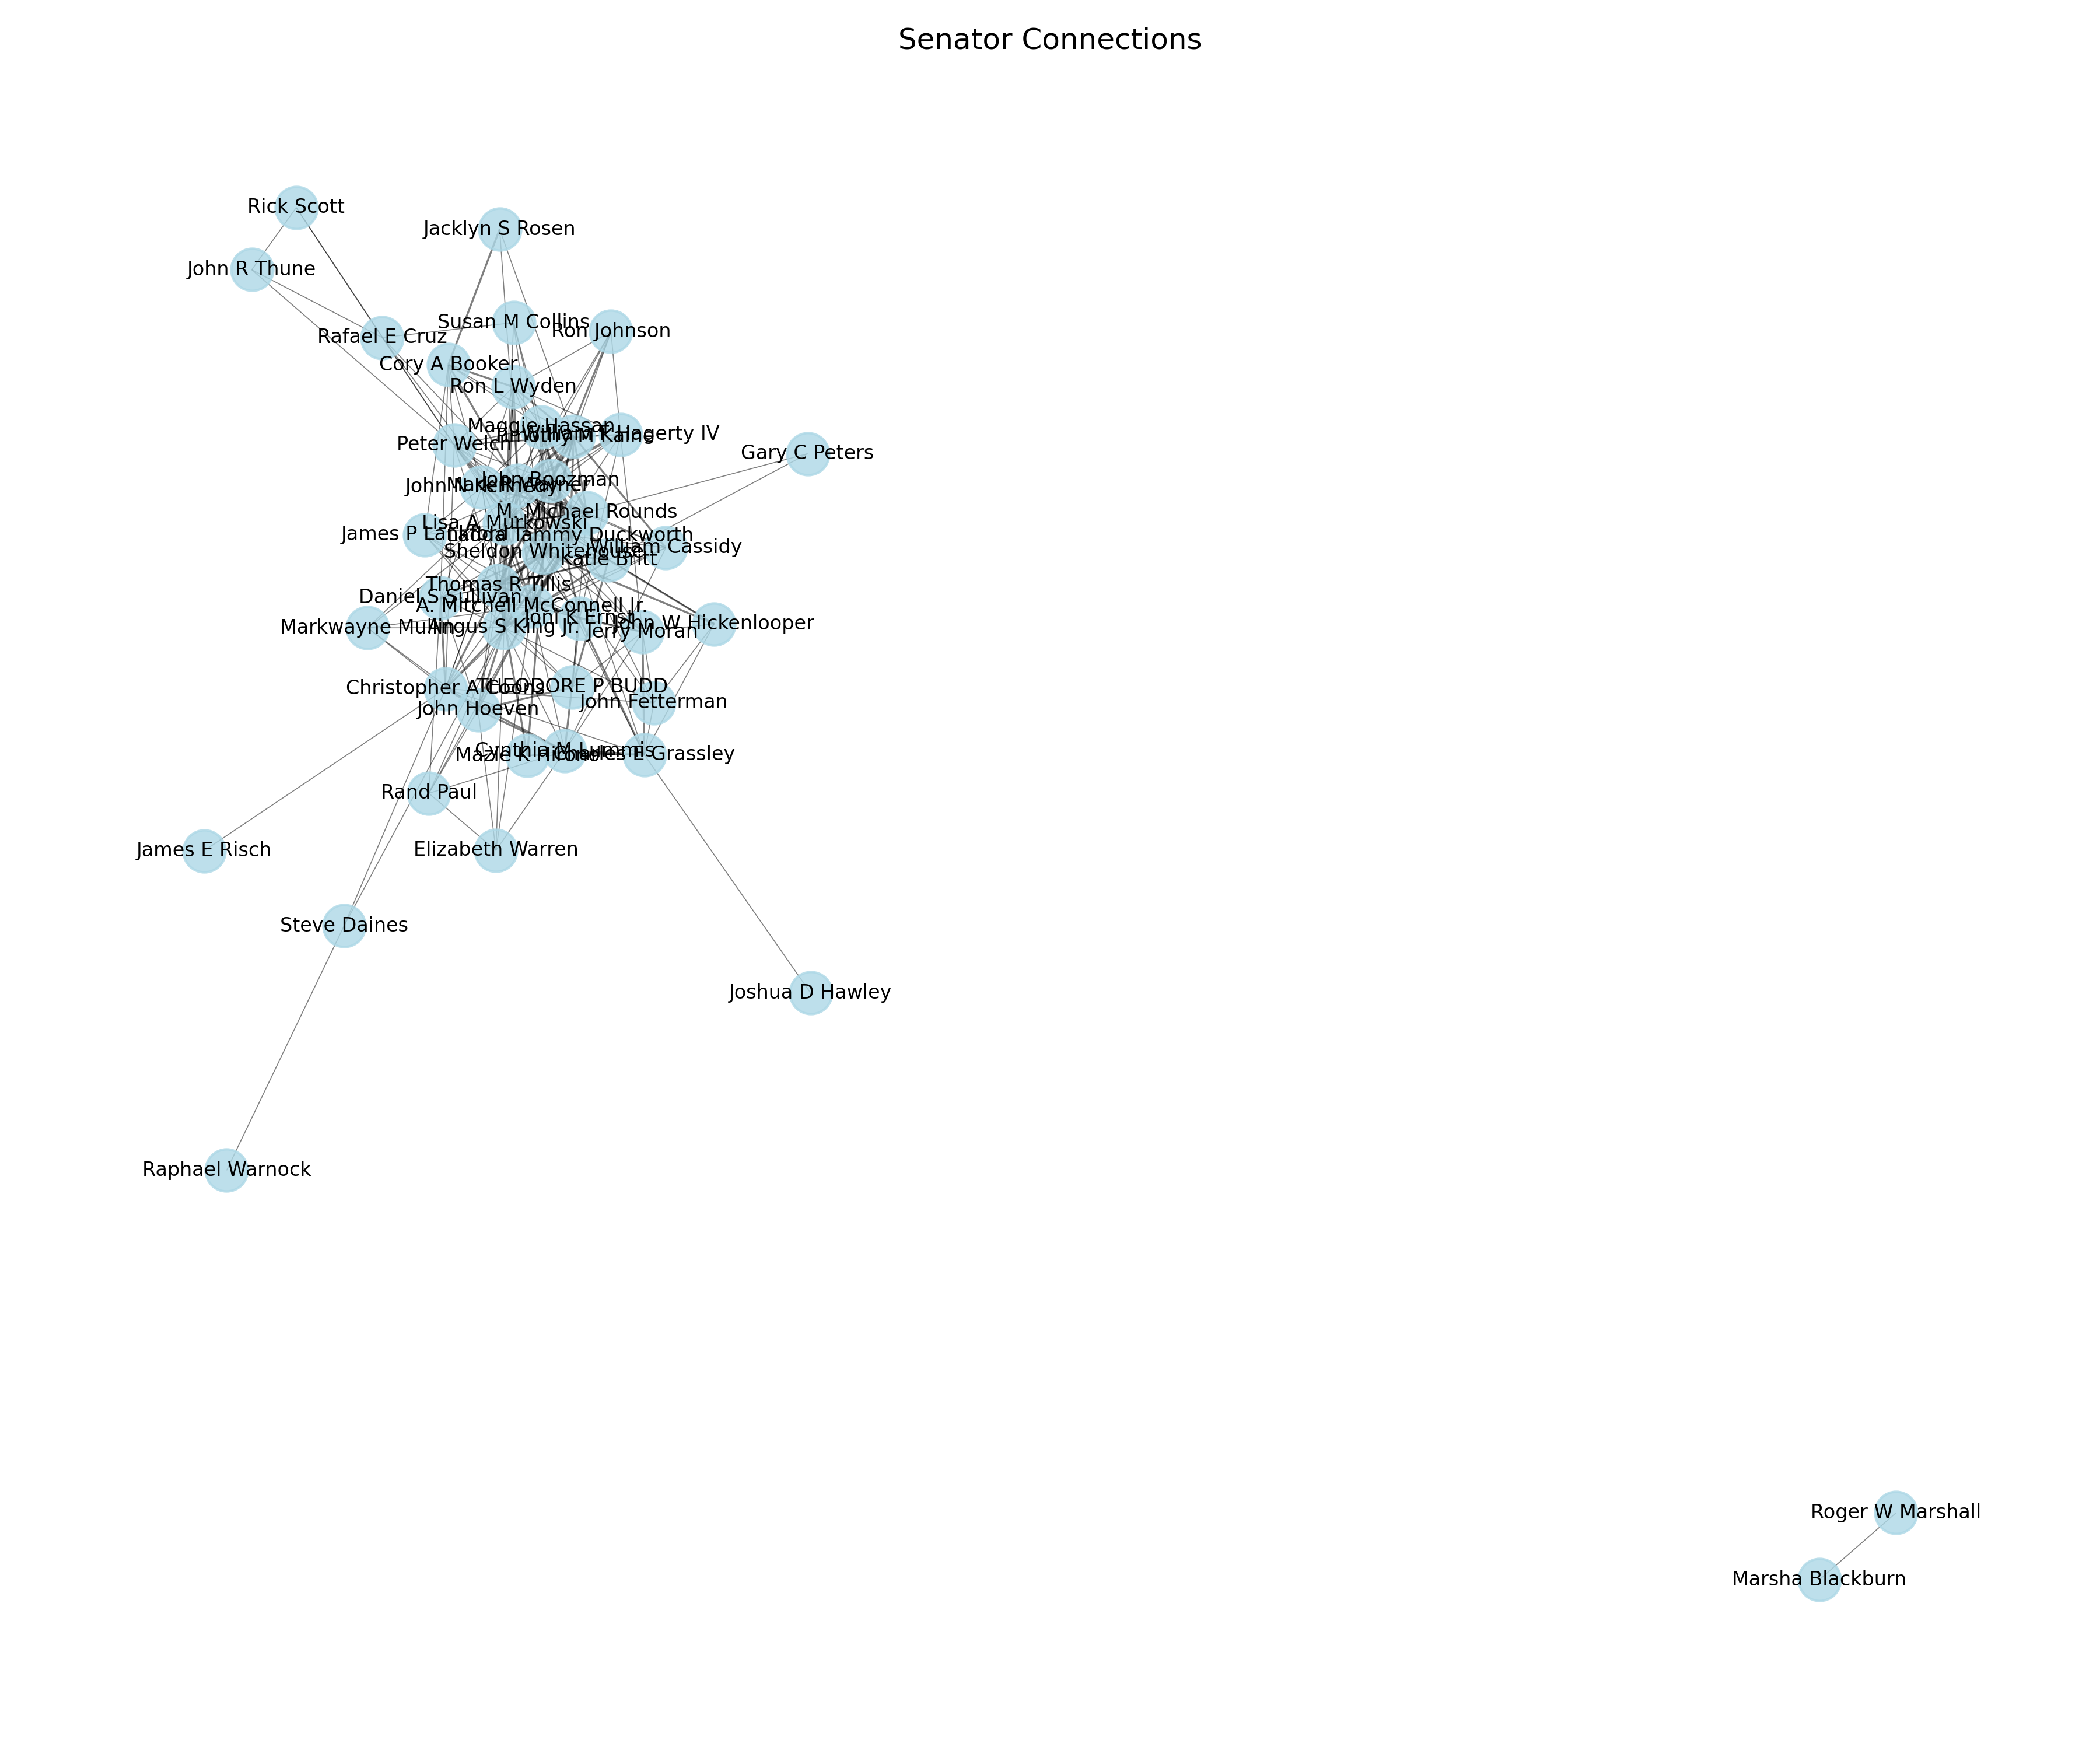 Senator Connections
Rick Scott
Jacklyn S Rosen
John R Thune
Susan M Collins
Ron Johnson
Rafael E Cruz
Cory A Booker
Ron L Wyden
Maggie Hassan
William F Hagerty IV
Timothy M Kaine
Peter Welch
Gary C Peters
John Boozman
John N Kennedy
Mark R Warner
M. Michael Rounds
Lisa A Murkowski
James P Lankford
Ladda Tammy Duckworth
William Cassidy
Sheldon Whitehouse
Katie Britt
Thomas R Tillis
Daniel S Sullivan
A. Mitchell McConnell Jr.
Joni K Ernst
John W Hickenlooper
Markwayne Mullin
Angus S King Jr.
Jerry Moran
Christopher A Coons
THEODORE P BUDD
John Fetterman
John Hoeven
Cynthia M Lummis
Mazie K Hirono
Charles E Grassley
Rand Paul
James E Risch
Elizabeth Warren
Steve Daines
Joshua D Hawley
Raphael Warnock
Roger W Marshall
Marsha Blackburn